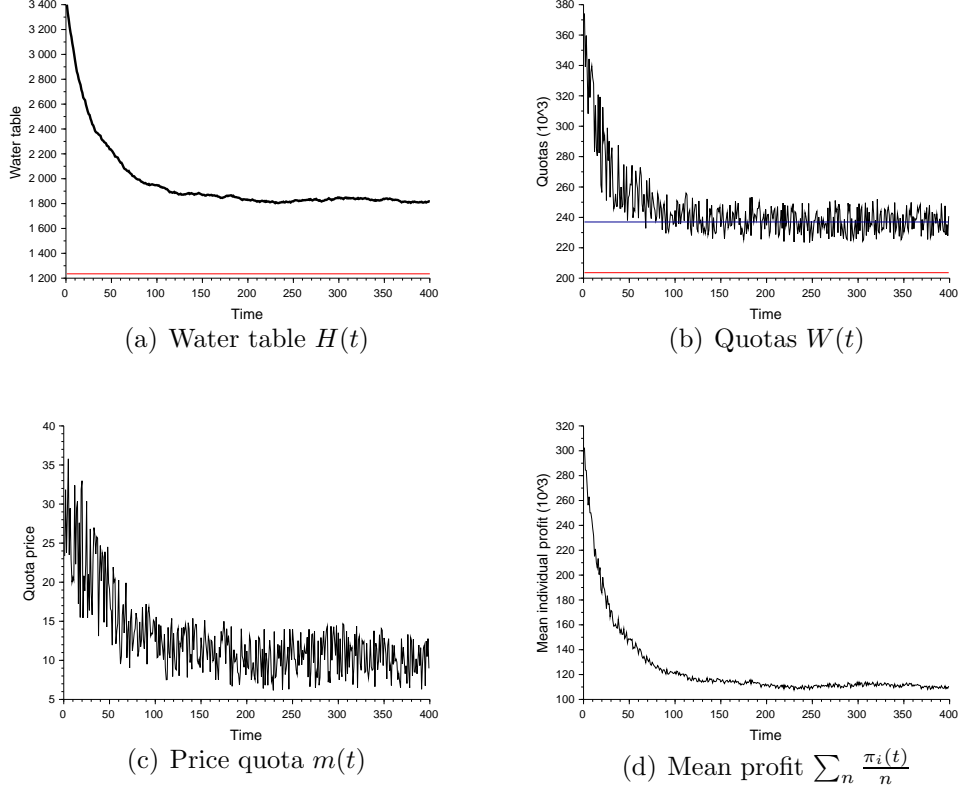 3 400
3 200
3 000
2 800
2 600
2 400
2 200
2 000
1 800
1 600
1 400
1 200
Water table
0 50 100 150 200 250 300 350 400
Time
(a) Water table H(t)
380
360
340
320
300
280
260
240
220
200
Quotas (10^3)
0 50 100 150 200 250 300 350 400
Time
(b) Quotas W(t)
40
35
30
25
20
15
10
5
Quota price
0 50 100 150 200 250 300 350 400
Time
(c) Price quota m(t)
320
300
280
260
240
220
200
180
160
140
120
100
Mean individual profit (10^3)
0 50 100 150 200 250 300 350 400
Time
(d) Mean profit ∑_n π_i(t)/n